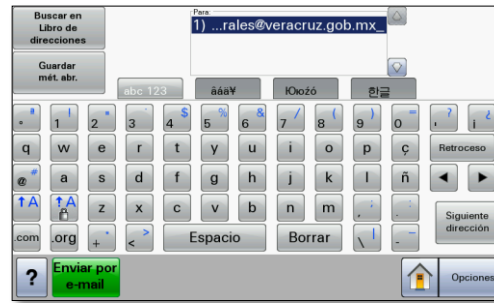 Buscar en
Libro de
direcciones
Para:
1) ...rales@veracruz.gob.mx_
Guardar
mét. abr.
abc 123
äáà¥
Ююźó
한글
ª º ! 1 " 2 3 $ 4 % 5 & 6 / 7 ( 8 ) 9 = 0 ? ' ¿ ¡
q w e r t y u i o p ç Retroceso
# @ a s d f g h j k l ñ
A A z x c v b n m ; , : .
Siguiente
dirección
.com .org * + > < Espacio Borrar | \ _ -
?
Enviar por
e-mail
Opciones